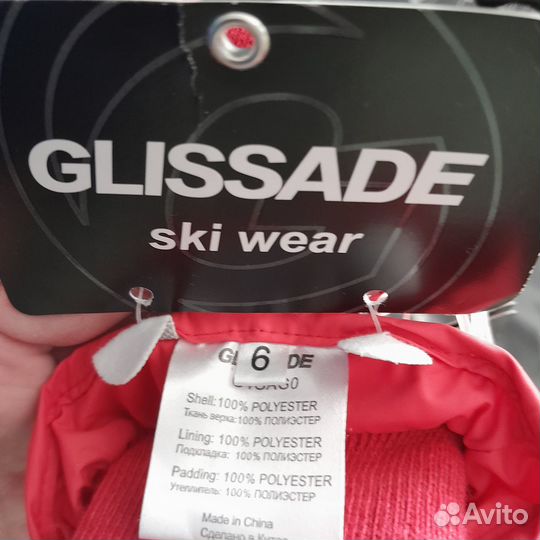 GLISSADE
ski wear
6
DE
Shell:100% POLYESTER
Ткань верха:100% ПОЛИЭСТЕР
Lining: 100% POLYESTER
Подкладка: 100% ПОЛИЭСТЕР
Padding: 100% POLYESTER
Утеплитель: 100% ПОЛИЭСТЕР
Made in China
Сделано в
Avito